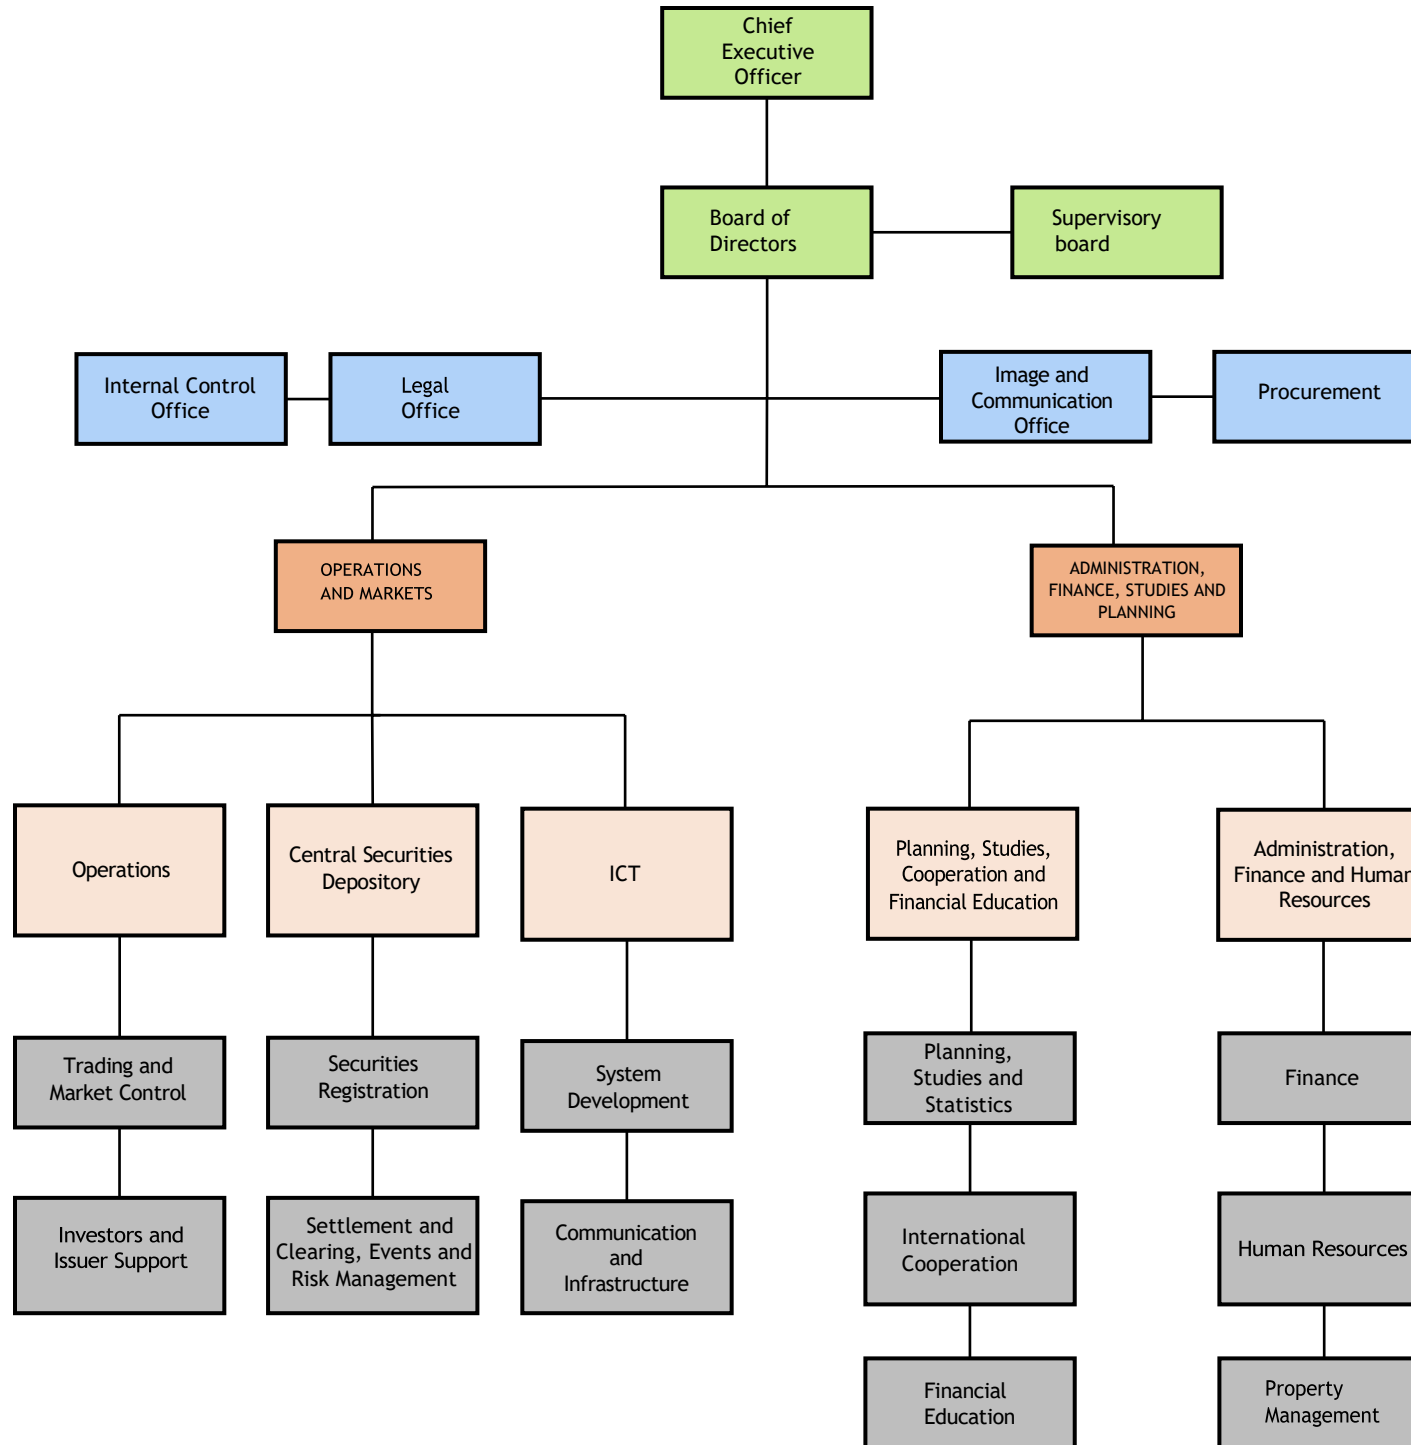 Chief
Executive
Officer
Board of
Directors
Supervisory
board
Internal Control
Office
Legal
Office
Image and
Communication
Office
Procurement
OPERATIONS
AND MARKETS
ADMINISTRATION,
FINANCE, STUDIES AND
PLANNING
Operations
Central Securities
Depository
ICT
Planning, Studies,
Cooperation and
Financial Education
Administration,
Finance and Human
Resources
Trading and
Market Control
Securities
Registration
System
Development
Planning,
Studies and
Statistics
Finance
Investors and
Issuer Support
Settlement and
Clearing, Events and
Risk Management
Communication
and
Infrastructure
International
Cooperation
Human Resources
Financial
Education
Property
Management